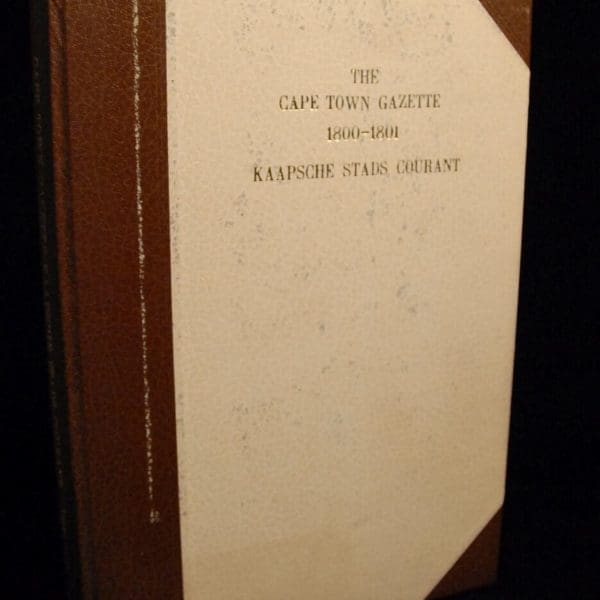 THE
CAPE TOWN GAZETTE
1800-1801
KAAPSCHE STADS COURANT